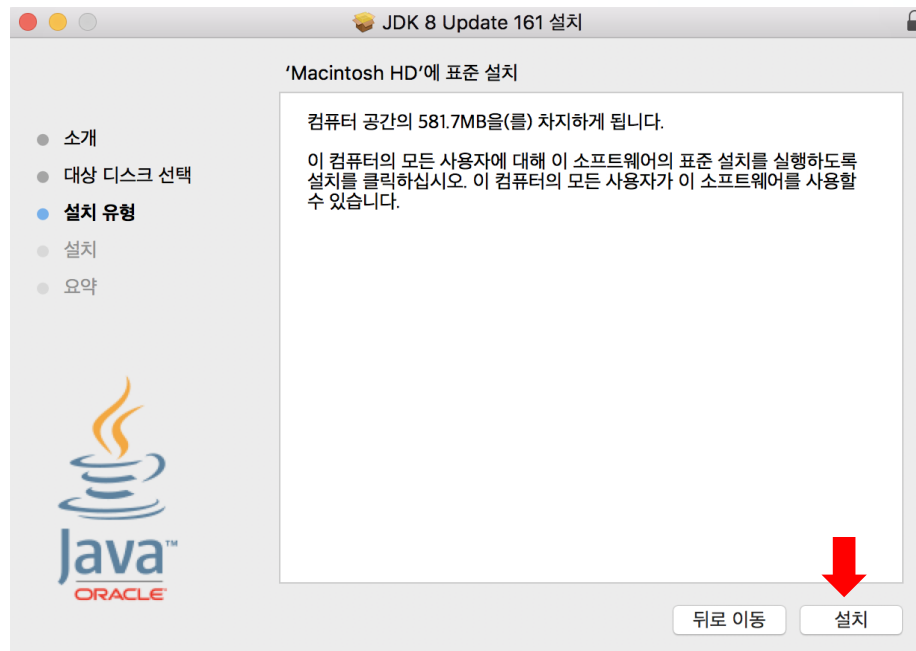 JDK 8 Update 161 설치
‘Macintosh HD’에 표준 설치
소개
대상 디스크 선택
설치 유형
설치
요약
컴퓨터 공간의 581.7MB을(를) 차지하게 됩니다.
이 컴퓨터의 모든 사용자에 대해 이 소프트웨어의 표준 설치를 실행하도록
설치를 클릭하십시오. 이 컴퓨터의 모든 사용자가 이 소프트웨어를 사용할
수 있습니다.
Java™
ORACLE
뒤로 이동
설치